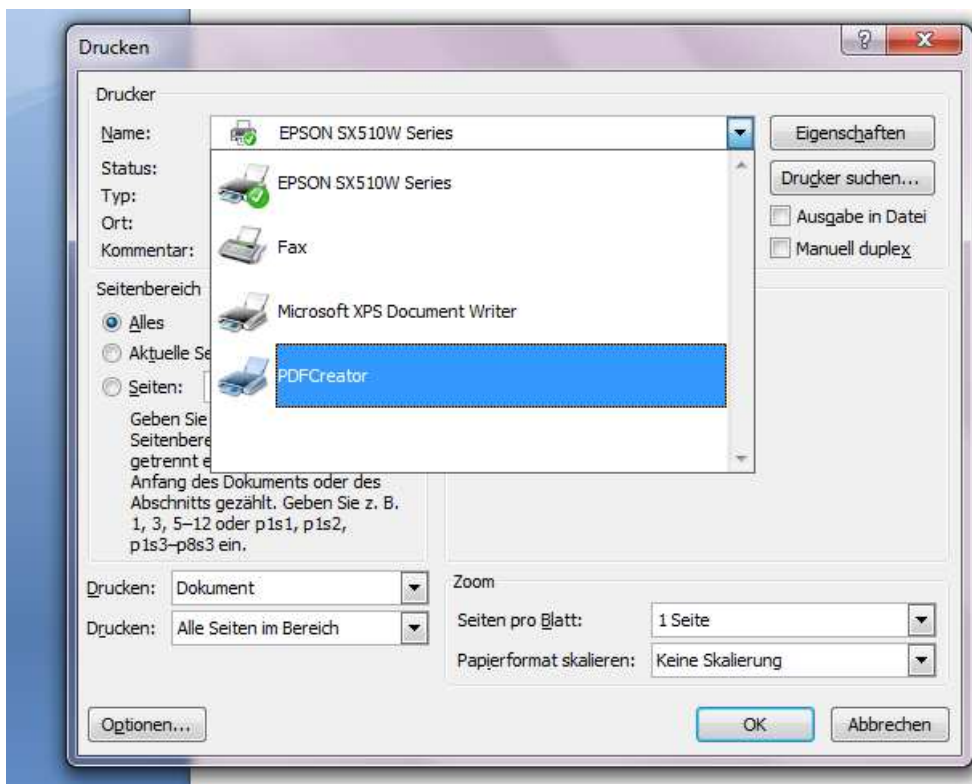 Drucken
Drucker
Name: EPSON SX510W Series
Eigenschaften
Status:
EPSON SX510W Series
Drucker suchen...
Typ:
Ort:
Ausgabe in Datei
Kommentar:
Fax
Manuell duplex
Seitenbereich
Microsoft XPS Document Writer
Alles
Aktuelle Se
PDFCreator
Seiten:
Geben Sie
Seitenbere
getrennt e
Anfang des Dokuments oder des
Abschnitts gezählt. Geben Sie z. B.
1, 3, 5–12 oder p1s1, p1s2,
p1s3–p8s3 ein.
Drucken: Dokument
Drucken: Alle Seiten im Bereich
Zoom
Seiten pro Blatt: 1 Seite
Papierformat skalieren: Keine Skalierung
Optionen...
OK
Abbrechen